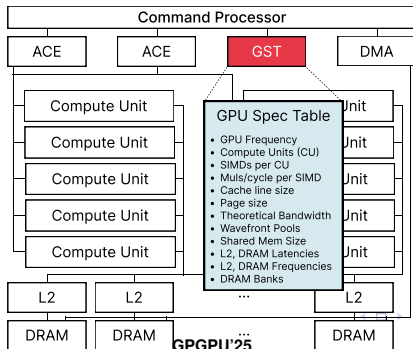 Command Processor
ACE
ACE
GST
DMA
Compute Unit
Compute Unit
Compute Unit
Compute Unit
Compute Unit
GPU Spec Table
• GPU Frequency
• Compute Units (CU)
• SIMDs per CU
• Muls/cycle per SIMD
• Cache line size
• Page size
• Theoretical Bandwidth
• Wavefront Pools
• Shared Mem Size
• L2, DRAM Latencies
• L2, DRAM Frequencies
• DRAM Banks
Unit
Unit
Unit
Unit
Unit
L2
L2
...
L2
DRAM
DRAM
...
DRAM
GPGPU'25